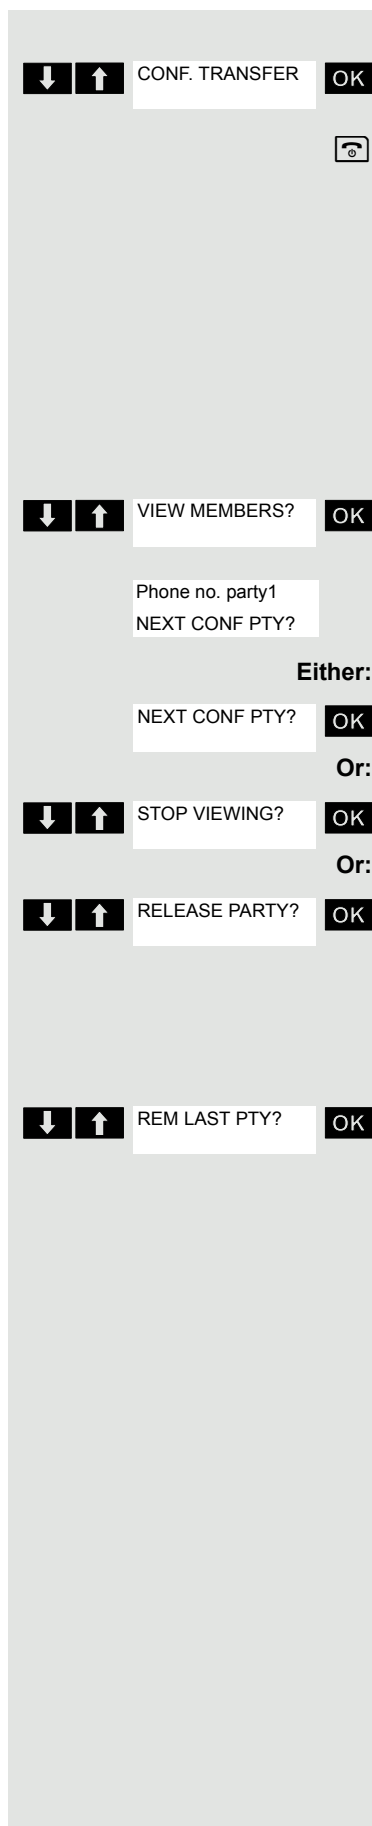 CONF. TRANSFER OK
VIEW MEMBERS? OK
Phone no. party1
NEXT CONF PTY?
Either:
NEXT CONF PTY? OK
Or:
STOP VIEWING? OK
Or:
RELEASE PARTY? OK
REM LAST PTY? OK